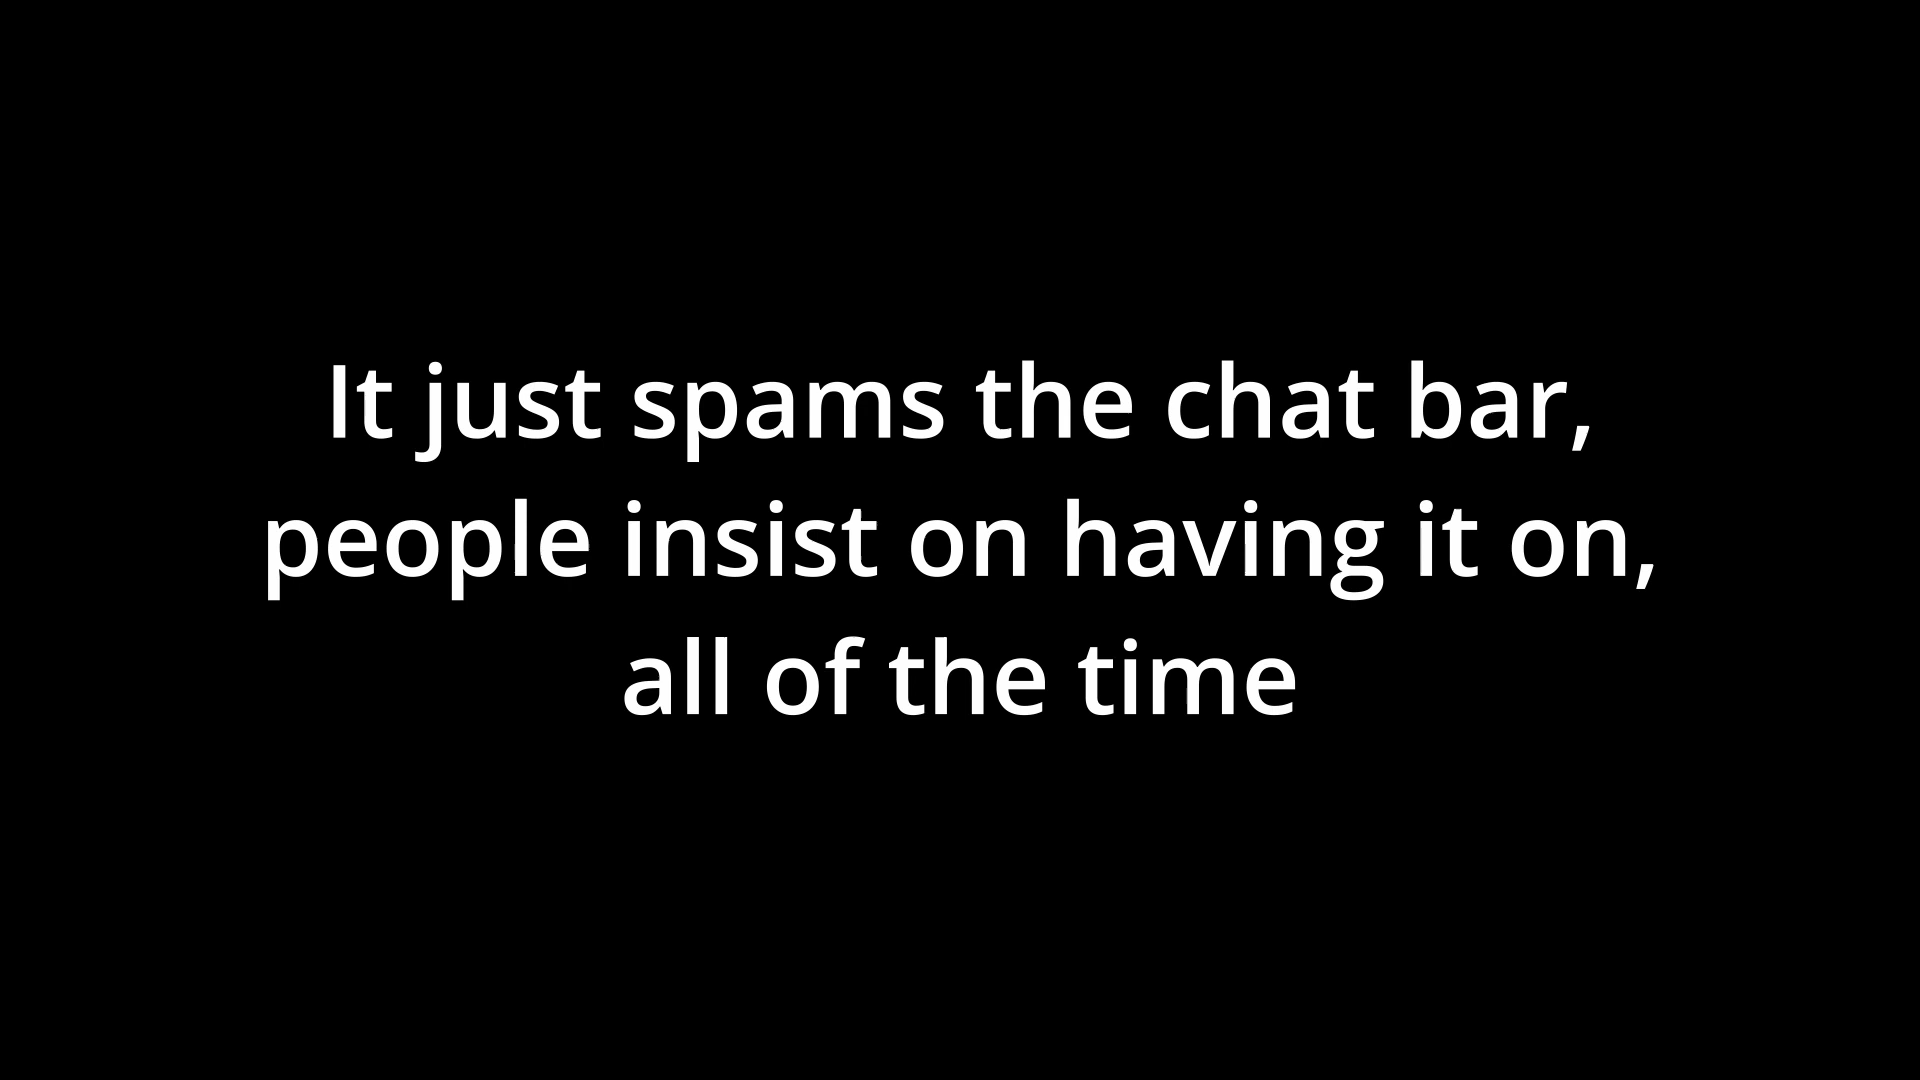 It just spams the chat bar,
people insist on having it on,
all of the time